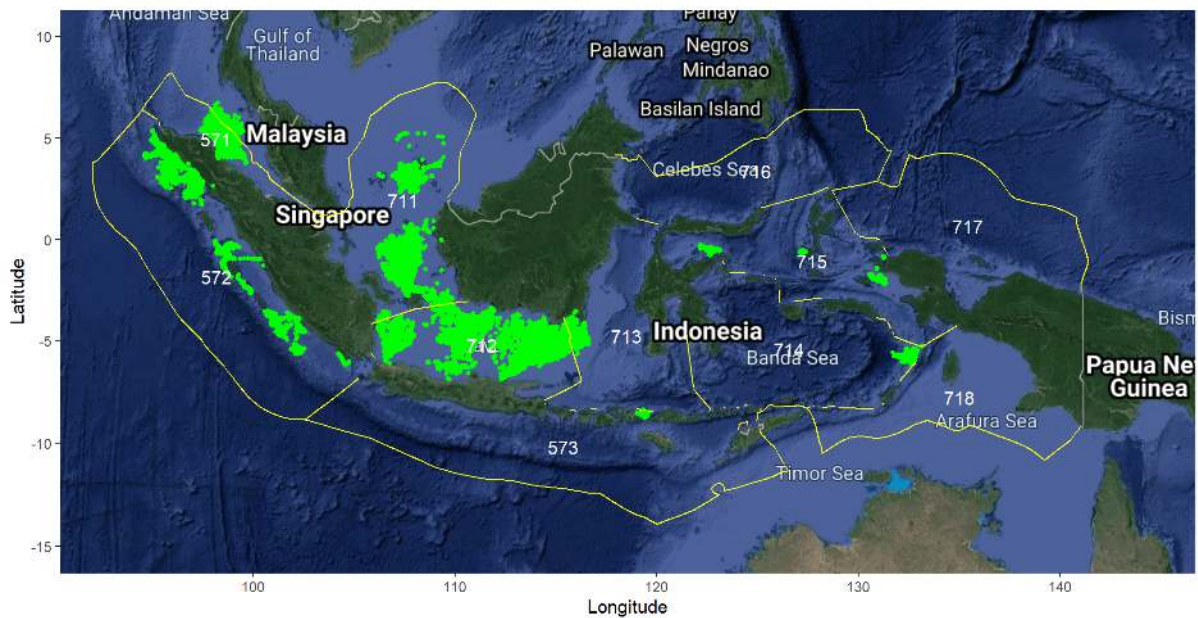 Andaman Sea
Panay
10
Gulf of
Thailand
Palawan
Negros
Mindanao
Basilan Island
5
571
Malaysia
Celebes Sea
716
711
Singapore
717
0
715
572
Latitude
Bism
713
Indonesia
712
714
Banda Sea
-5
Papua Ne
Guinea
718
Arafura Sea
-10
573
Timor Sea
-15
100
110
120
130
140
Longitude